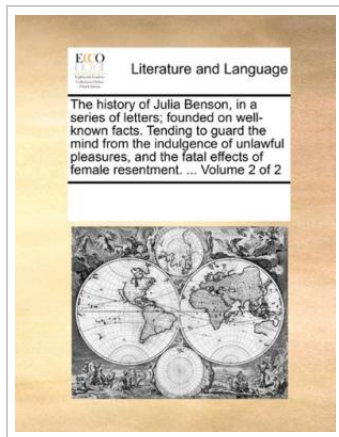 ECCO
Literature and Language
The history of Julia Benson, in a
series of letters; founded on well-
known facts. Tending to guard the
mind from the indulgence of unlawful
pleasures, and the fatal effects of
female resentment. ... Volume 2 of 2